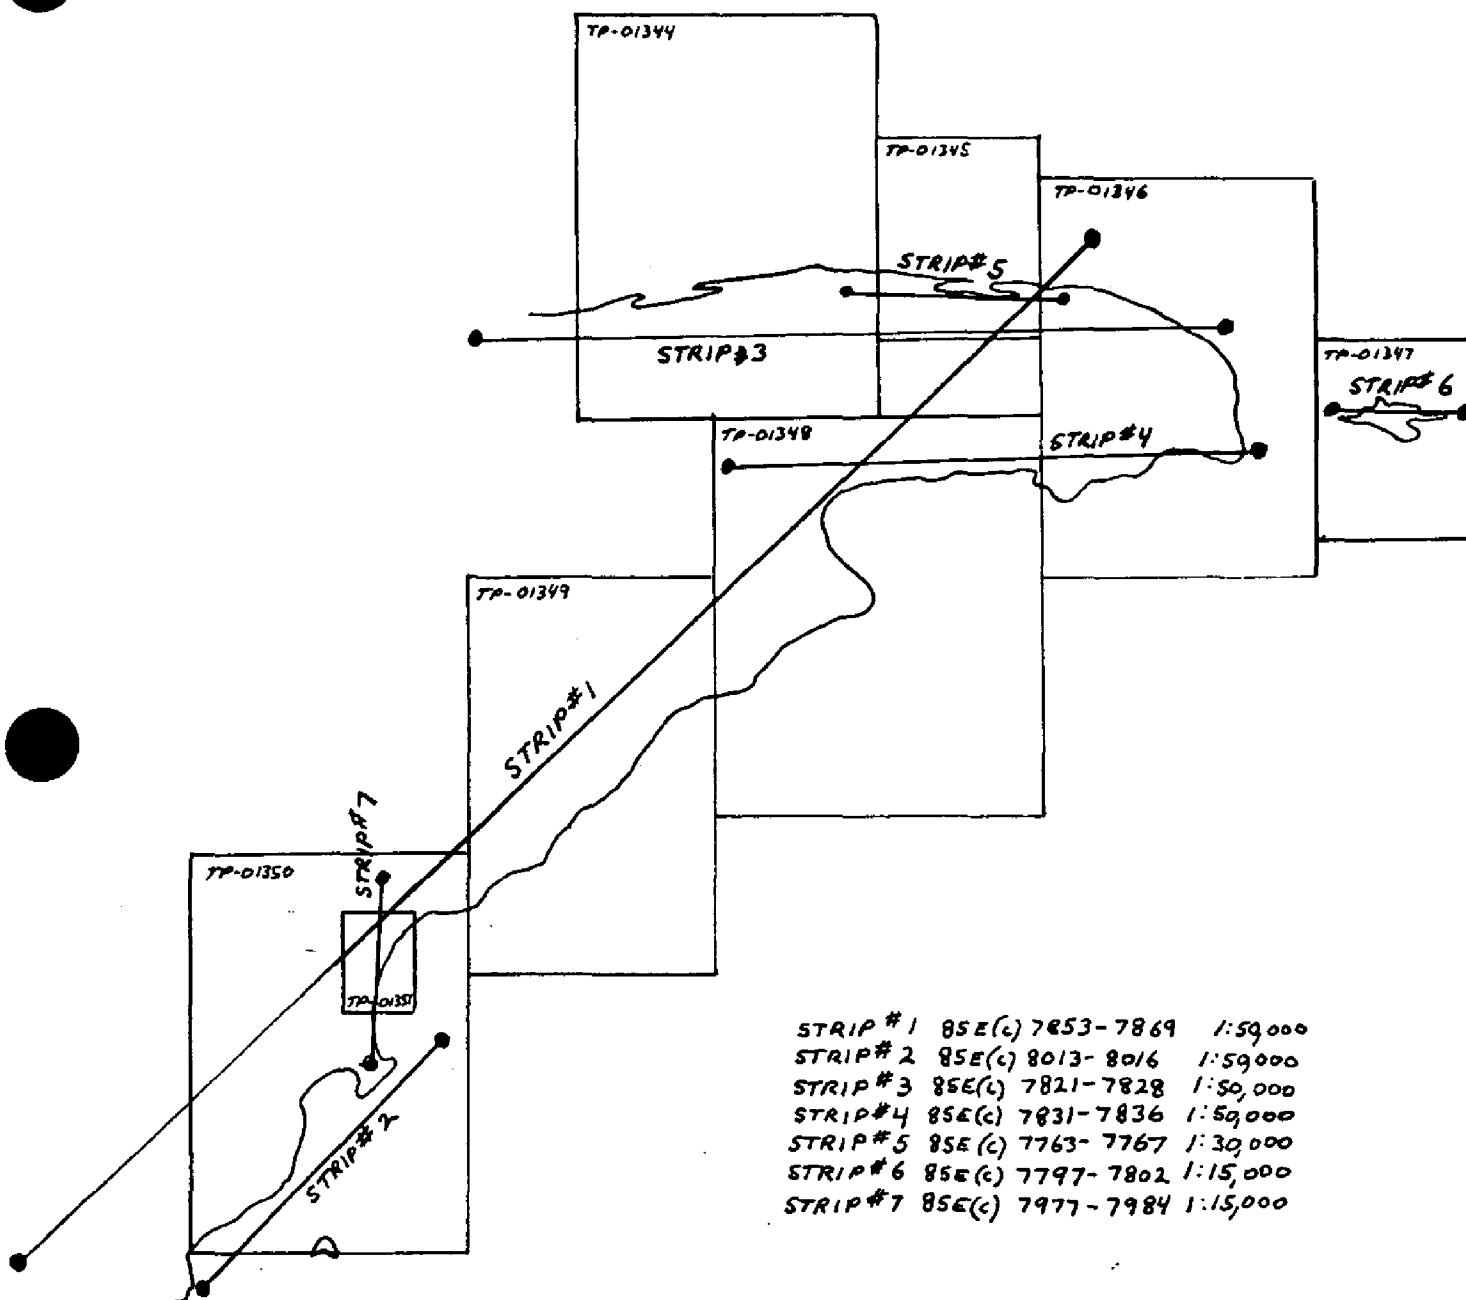 TP-01344
TP-01345
TP-01346
STRIP#5
STRIP#3
TP-01347
STRIP#6
TP-01348
STRIP#4
TP-01349
STRIP#1
STRIP#7
TP-01350
TP-01351
STRIP#2
STRIP #1 85E(c) 7853-7869 1:50,000
STRIP #2 85E(c) 8013-8016 1:50,000
STRIP #3 85E(c) 7821-7828 1:50,000
STRIP #4 85E(c) 7831-7836 1:50,000
STRIP #5 85E(c) 7763-7767 1:30,000
STRIP #6 85E(c) 7797-7802 1:15,000
STRIP #7 85E(c) 7977-7984 1:15,000